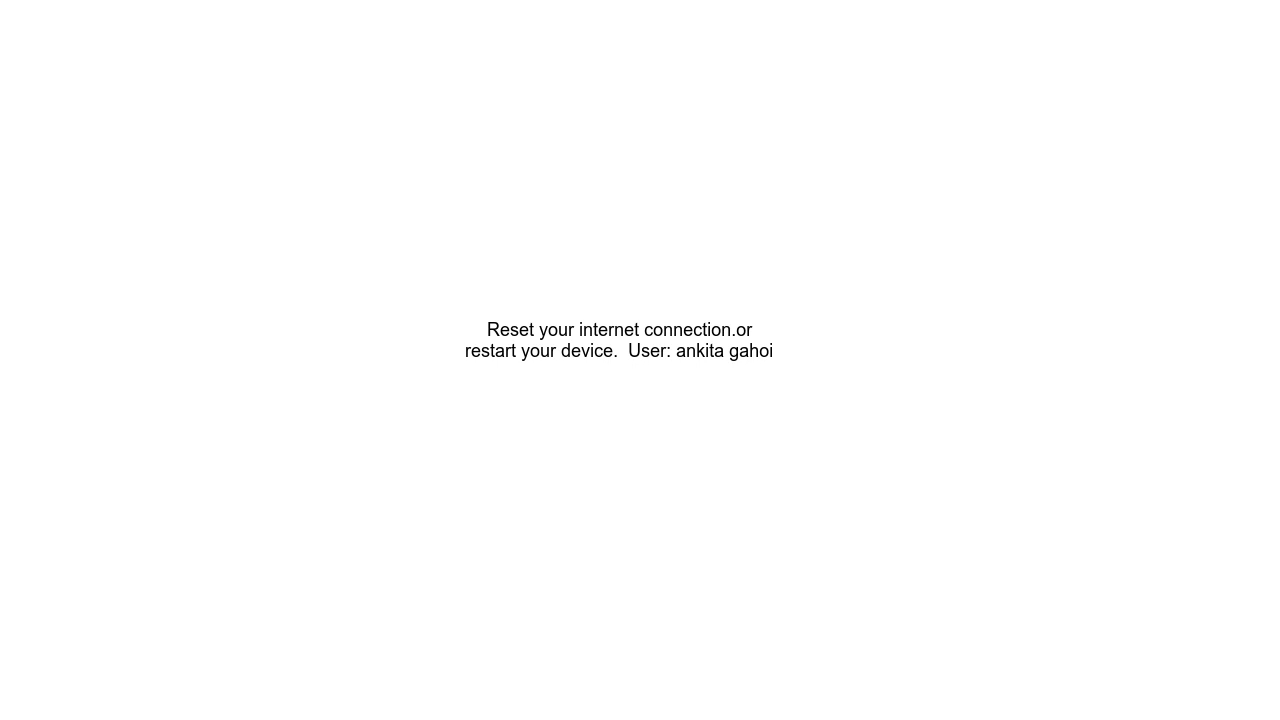 Reset your internet connection.or
restart your device.  User: ankita gahoi